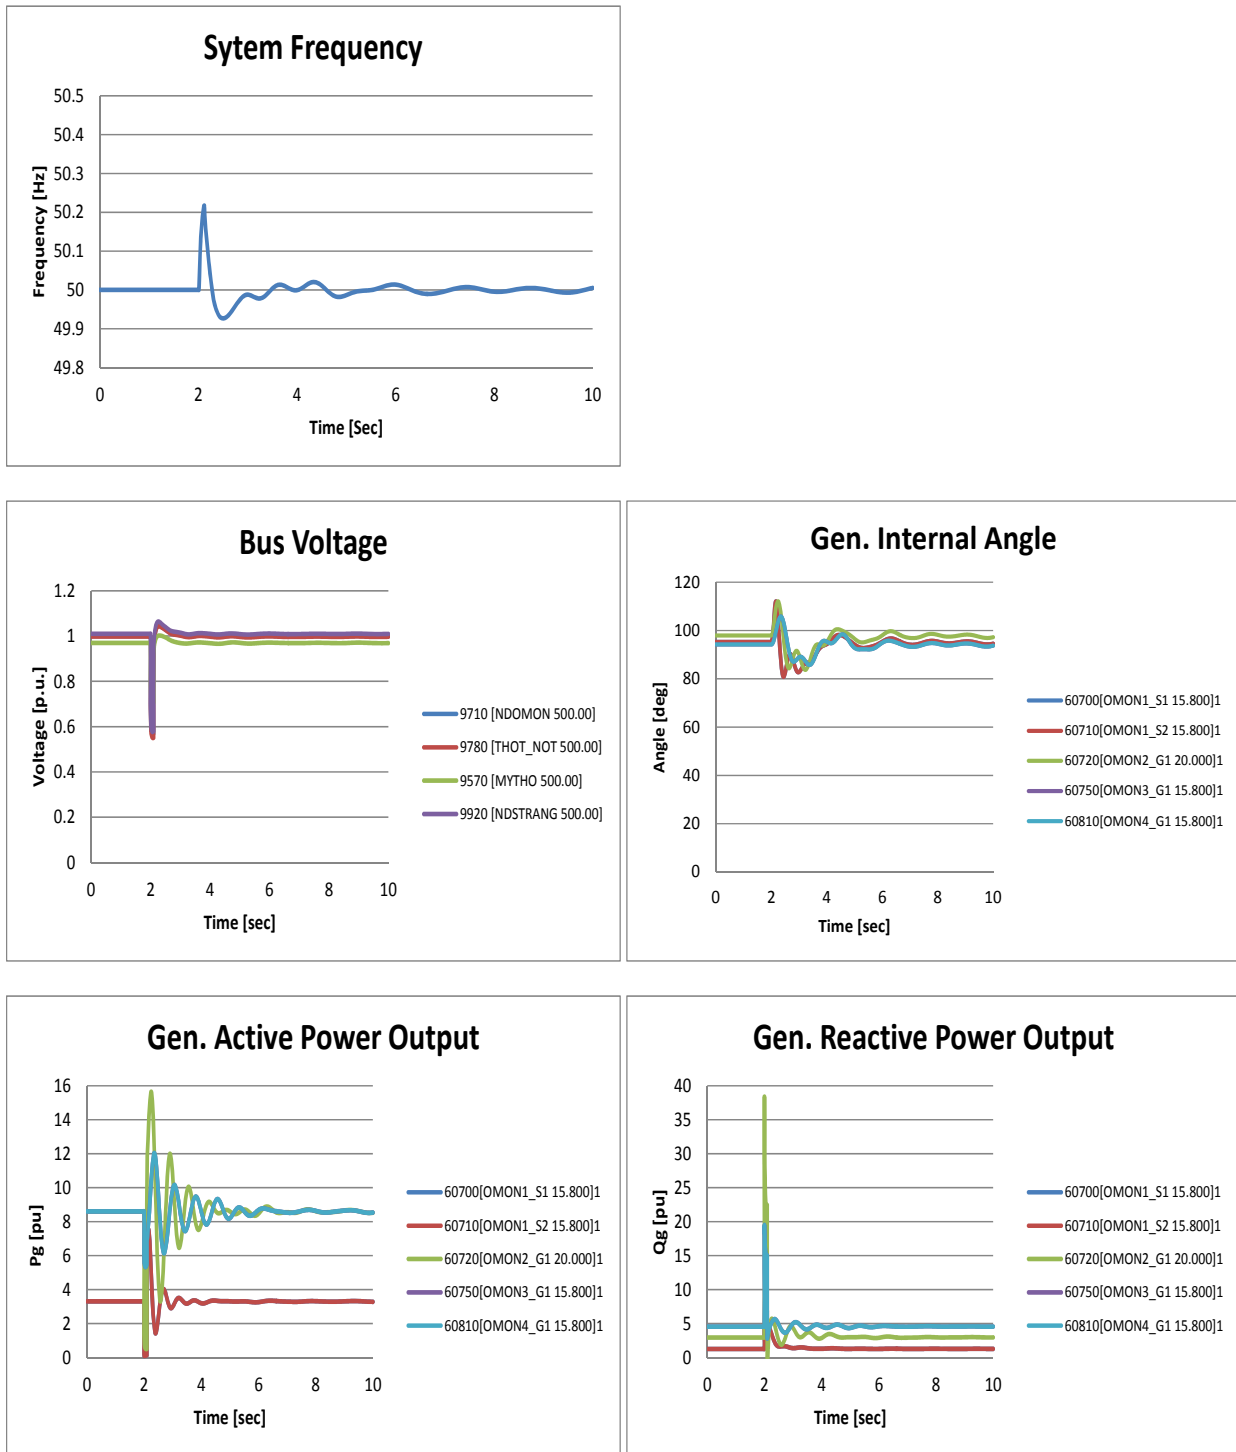 Sytem Frequency
50.5
50.4
50.3
50.2
50.1
50
49.9
49.8
Frequency [Hz]
0 2 4 6 8 10
Time [Sec]
Bus Voltage
1.2
1
0.8
0.6
0.4
0.2
0
Voltage [p.u.]
0 2 4 6 8 10
Time [sec]
9710 [NDOMON 500.00]
9780 [THOT_NOT 500.00]
9570 [MYTHO 500.00]
9920 [NDSTRANG 500.00]
Gen. Internal Angle
120
100
80
60
40
20
0
Angle [deg]
0 2 4 6 8 10
Time [sec]
60700[OMON1_S1 15.800]1
60710[OMON1_S2 15.800]1
60720[OMON2_G1 20.000]1
60750[OMON3_G1 15.800]1
60810[OMON4_G1 15.800]1
Gen. Active Power Output
16
14
12
10
8
6
4
2
0
Pg [pu]
0 2 4 6 8 10
Time [sec]
60700[OMON1_S1 15.800]1
60710[OMON1_S2 15.800]1
60720[OMON2_G1 20.000]1
60750[OMON3_G1 15.800]1
60810[OMON4_G1 15.800]1
Gen. Reactive Power Output
40
35
30
25
20
15
10
5
0
Qg [pu]
0 2 4 6 8 10
Time [sec]
60700[OMON1_S1 15.800]1
60710[OMON1_S2 15.800]1
60720[OMON2_G1 20.000]1
60750[OMON3_G1 15.800]1
60810[OMON4_G1 15.800]1